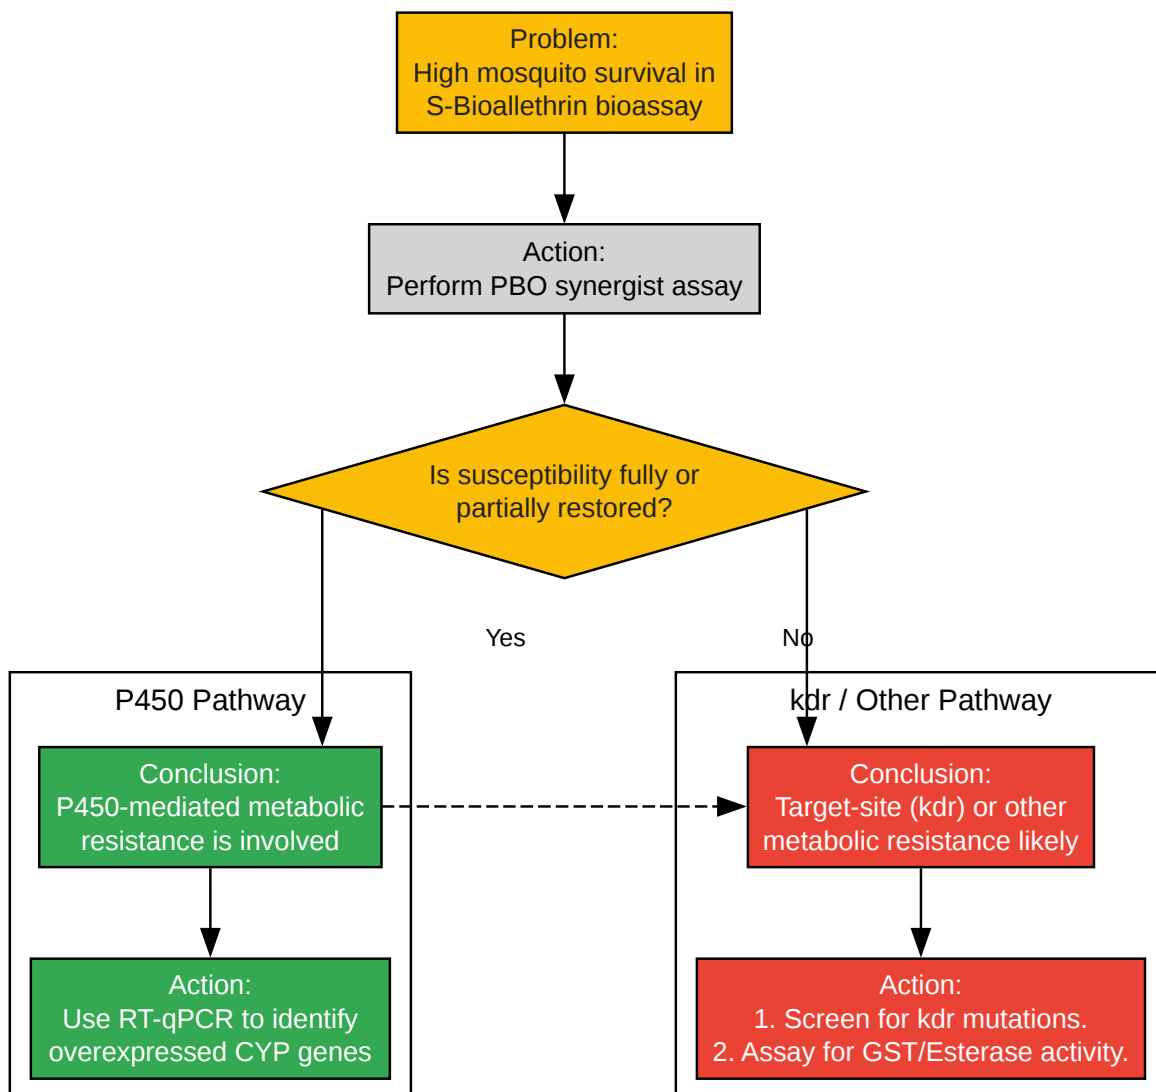 Problem:
High mosquito survival in
S-Bioallethrin bioassay
Action:
Perform PBO synergist assay
Is susceptibility fully or
partially restored?
Yes
No
P450 Pathway
kdr / Other Pathway
Conclusion:
P450-mediated metabolic
resistance is involved
Conclusion:
Target-site (kdr) or other
metabolic resistance likely
Action:
Use RT-qPCR to identify
overexpressed CYP genes
Action:
1. Screen for kdr mutations.
2. Assay for GST/Esterase activity.